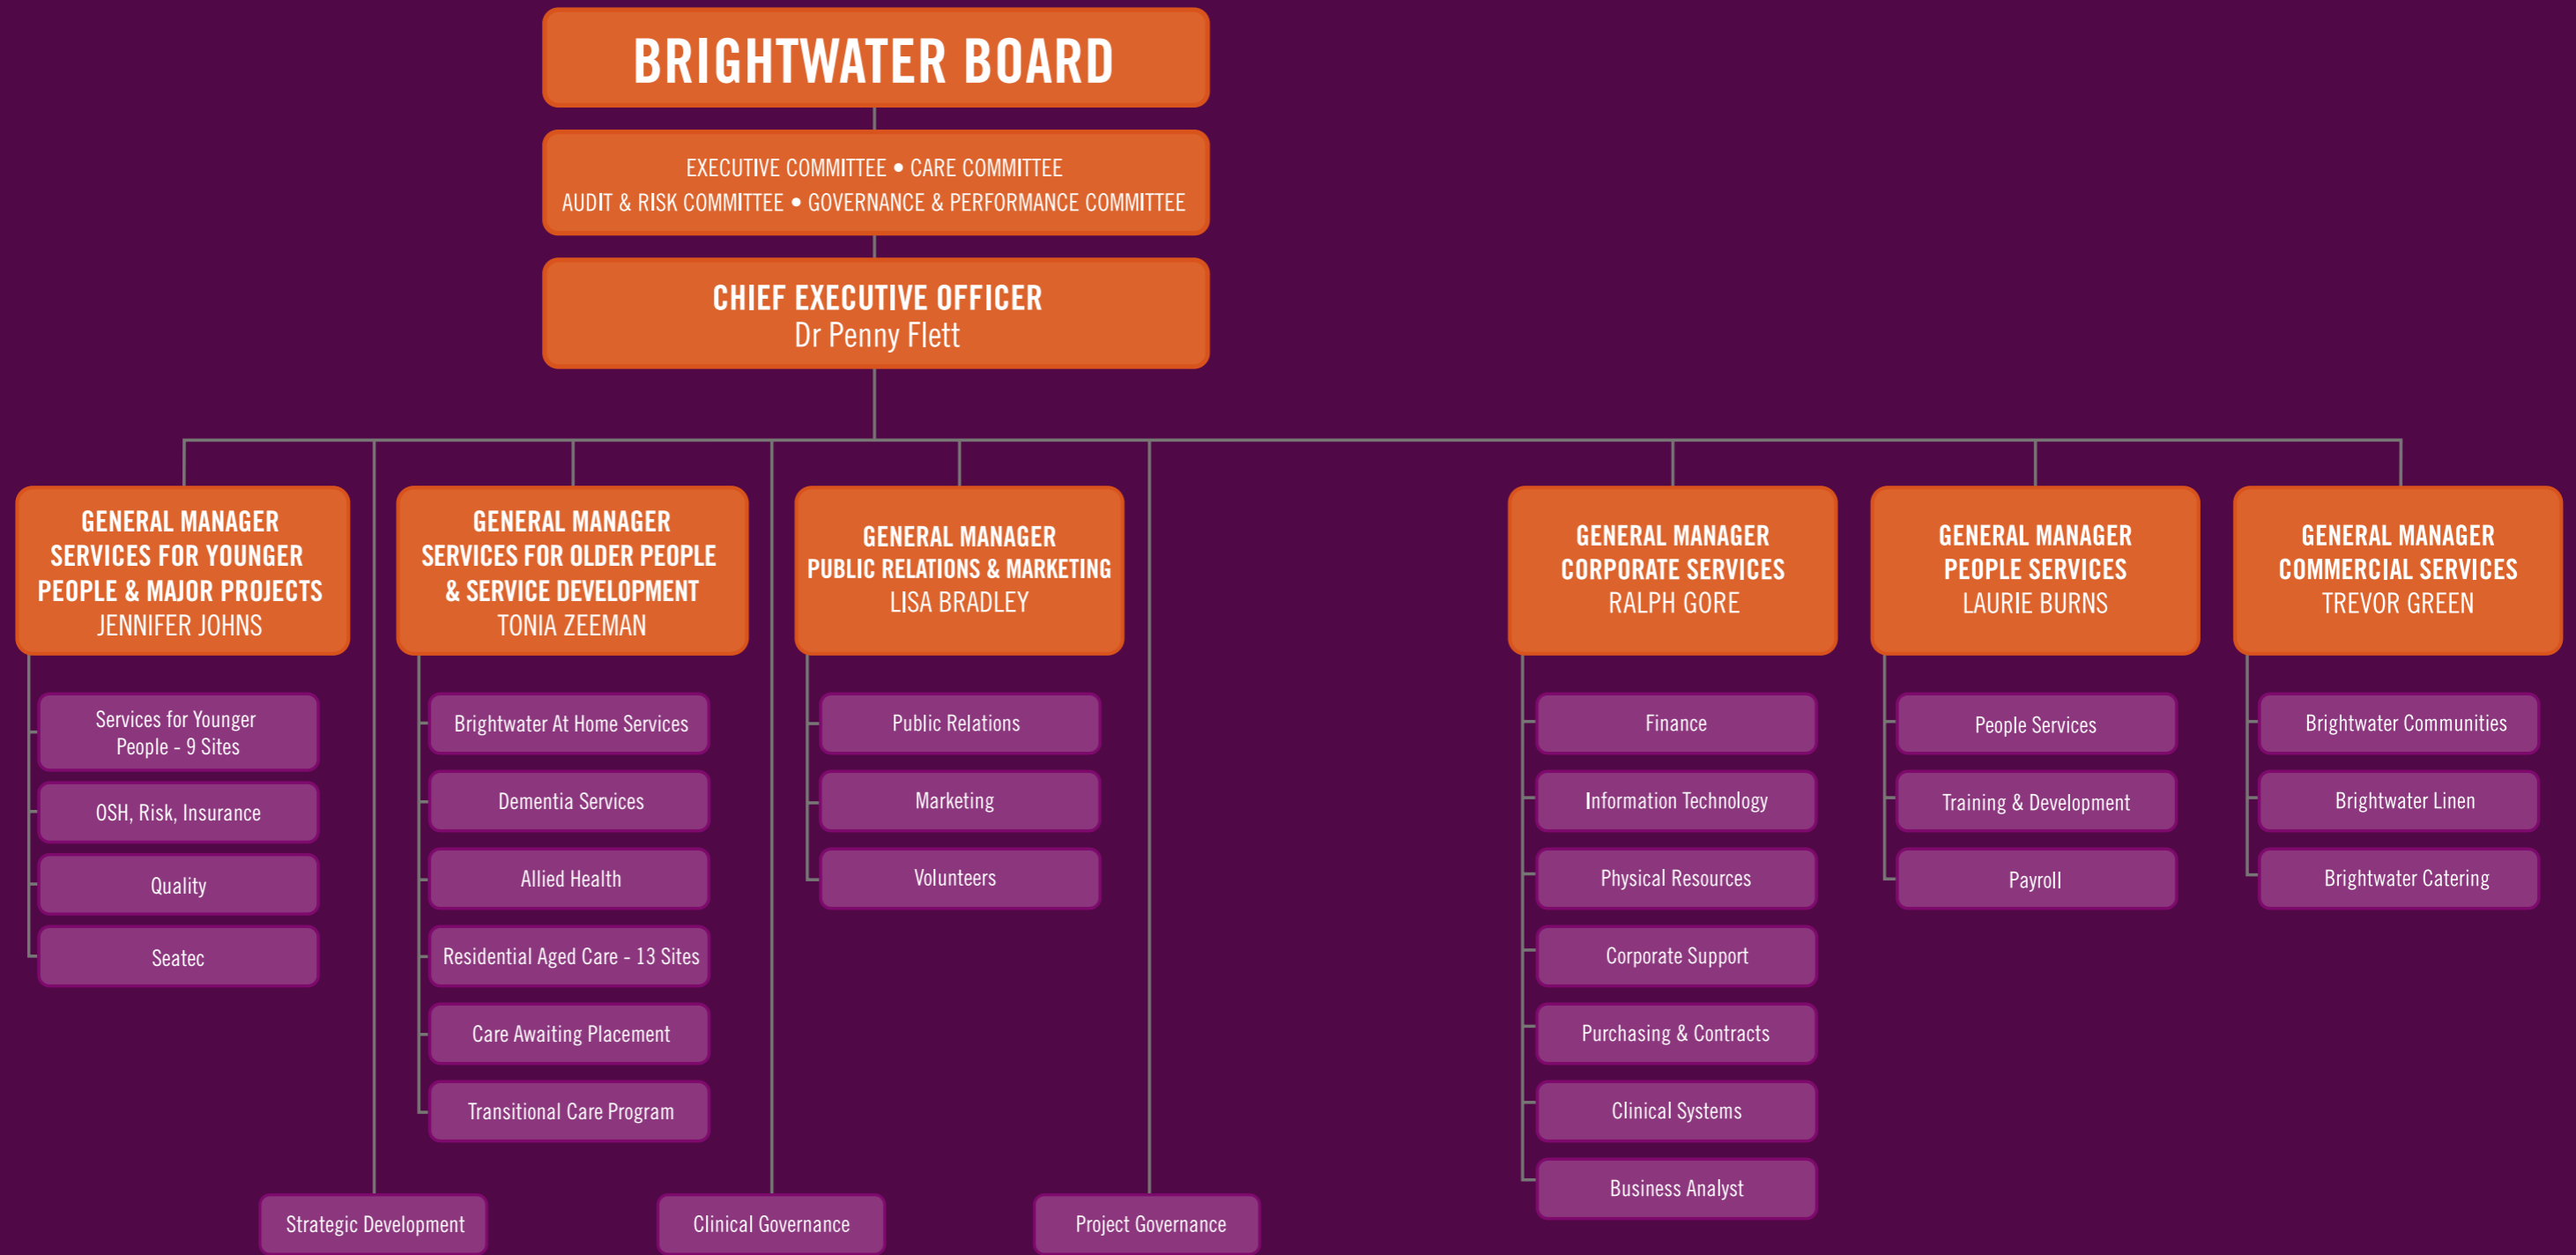 BRIGHTWATER BOARD
EXECUTIVE COMMITTEE • CARE COMMITTEE
AUDIT & RISK COMMITTEE • GOVERNANCE & PERFORMANCE COMMITTEE
CHIEF EXECUTIVE OFFICER
Dr Penny Flett
GENERAL MANAGER
SERVICES FOR YOUNGER
PEOPLE & MAJOR PROJECTS
JENNIFER JOHNS
Services for Younger
People - 9 Sites
OSH, Risk, Insurance
Quality
Seatec
Strategic Development
GENERAL MANAGER
SERVICES FOR OLDER PEOPLE
& SERVICE DEVELOPMENT
TONIA ZEEMAN
Brightwater At Home Services
Dementia Services
Allied Health
Residential Aged Care - 13 Sites
Care Awaiting Placement
Transitional Care Program
Clinical Governance
GENERAL MANAGER
PUBLIC RELATIONS & MARKETING
LISA BRADLEY
Public Relations
Marketing
Volunteers
Project Governance
GENERAL MANAGER
CORPORATE SERVICES
RALPH GORE
Finance
Information Technology
Physical Resources
Corporate Support
Purchasing & Contracts
Clinical Systems
Business Analyst
GENERAL MANAGER
PEOPLE SERVICES
LAURIE BURNS
People Services
Training & Development
Payroll
GENERAL MANAGER
COMMERCIAL SERVICES
TREVOR GREEN
Brightwater Communities
Brightwater Linen
Brightwater Catering